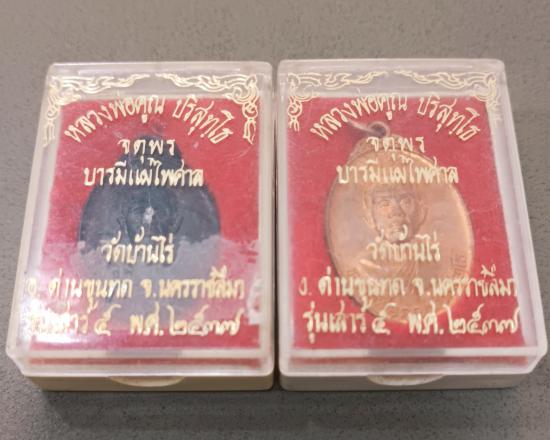 หลวงพ่อคูณ ปริสุทฺโธ
จตุพร
บารมีแผ่ไพศาล
วัดบ้านไร่
อ. ด่านขุนทด จ.นครราชสีมา
รุ่นเสาร์ ๕ พ.ศ. ๒๕๓๗
หลวงพ่อคูณ ปริสุทฺโธ
จตุพร
บารมีแผ่ไพศาล
วัดบ้านไร่
อ. ด่านขุนทด จ.นครราชสีมา
รุ่นเสาร์ ๕ พ.ศ. ๒๕๓๗